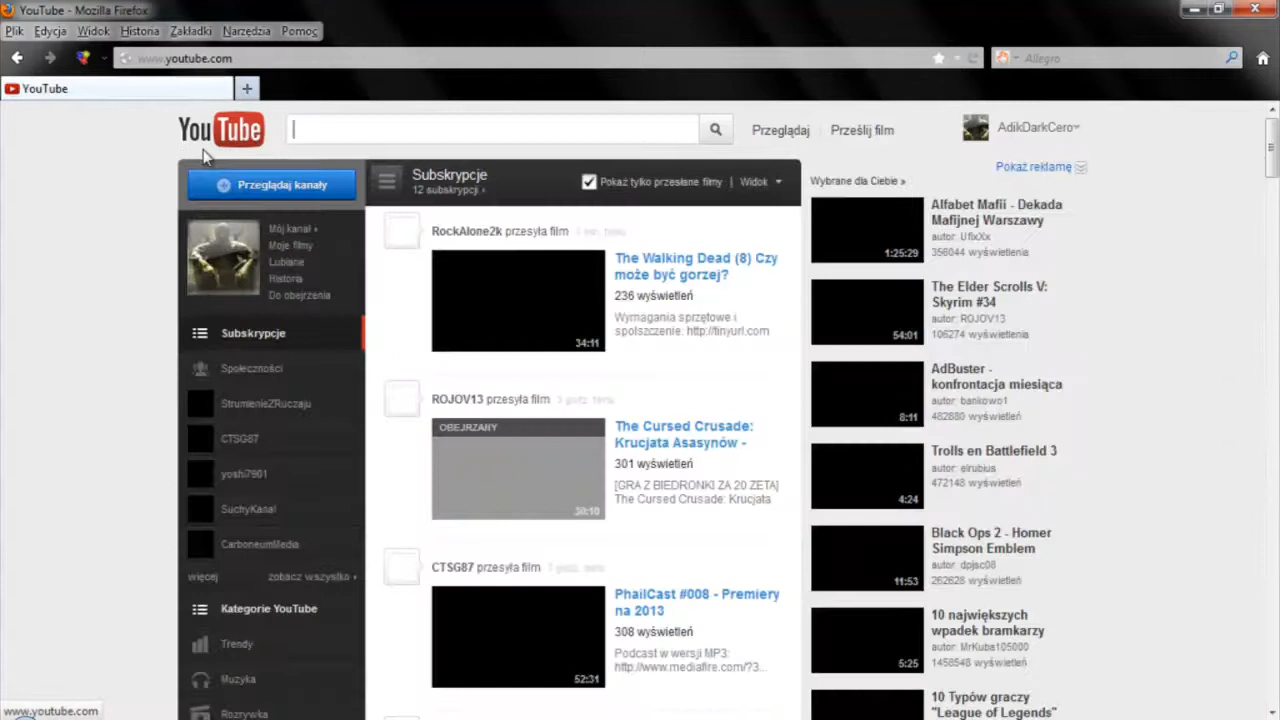 YouTube - Mozilla Firefox
Plik Edycja Widok Historia Zakładki Narzędzia Pomoc
www.youtube.com
Allegro
YouTube
YouTube
Przeglądaj
Prześlij film
AdikDarkCero
Pokaż reklamę
Przeglądaj kanały
Mój kanał
Moje filmy
Lubiane
Historia
Do obejrzenia
Subskrypcje
Społeczności
StrumienieZRuczaju
CTSG87
yoshi7901
SuchyKanal
CarboneumMedia
więcej
zobacz wszystko
Kategorie YouTube
Trendy
Muzyka
Rozrywka
Subskrypcje
12 subskrypcji
Pokaż tylko przesłane filmy | Widok
RockAlone2k przesyła film
The Walking Dead (8) Czy
może być gorzej?
236 wyświetleń
Wymagania sprzętowe i
spolszczenie: http://tinyurl.com
34:11
ROJOV13 przesyła film
OBEJRZANY
The Cursed Crusade:
Krucjata Asasynów -
301 wyświetleń
[GRA Z BIEDRONKI ZA 20 ZETA]
The Cursed Crusade: Krucjata
30:10
CTSG87 przesyła film
PhailCast #008 - Premiery
na 2013
308 wyświetleń
Podcast w wersji MP3:
http://www.mediafire.com/?3...
52:31
Wybrane dla Ciebie »
Alfabet Mafii - Dekada
Mafijnej Warszawy
autor: UfixXx
356044 wyświetlenia
1:25:29
The Elder Scrolls V:
Skyrim #34
autor: ROJOV13
106274 wyświetlenia
54:01
AdBuster -
konfrontacja miesiąca
autor: bankowo1
482880 wyświetleń
8:11
Trolls en Battlefield 3
autor: elrubius
472148 wyświetleń
4:24
Black Ops 2 - Homer
Simpson Emblem
autor: dpjsc08
262628 wyświetleń
11:53
10 największych
wpadek bramkarzy
autor: MrKuba105000
1458548 wyświetleń
5:25
10 Typów graczy
"League of Legends"
www.youtube.com